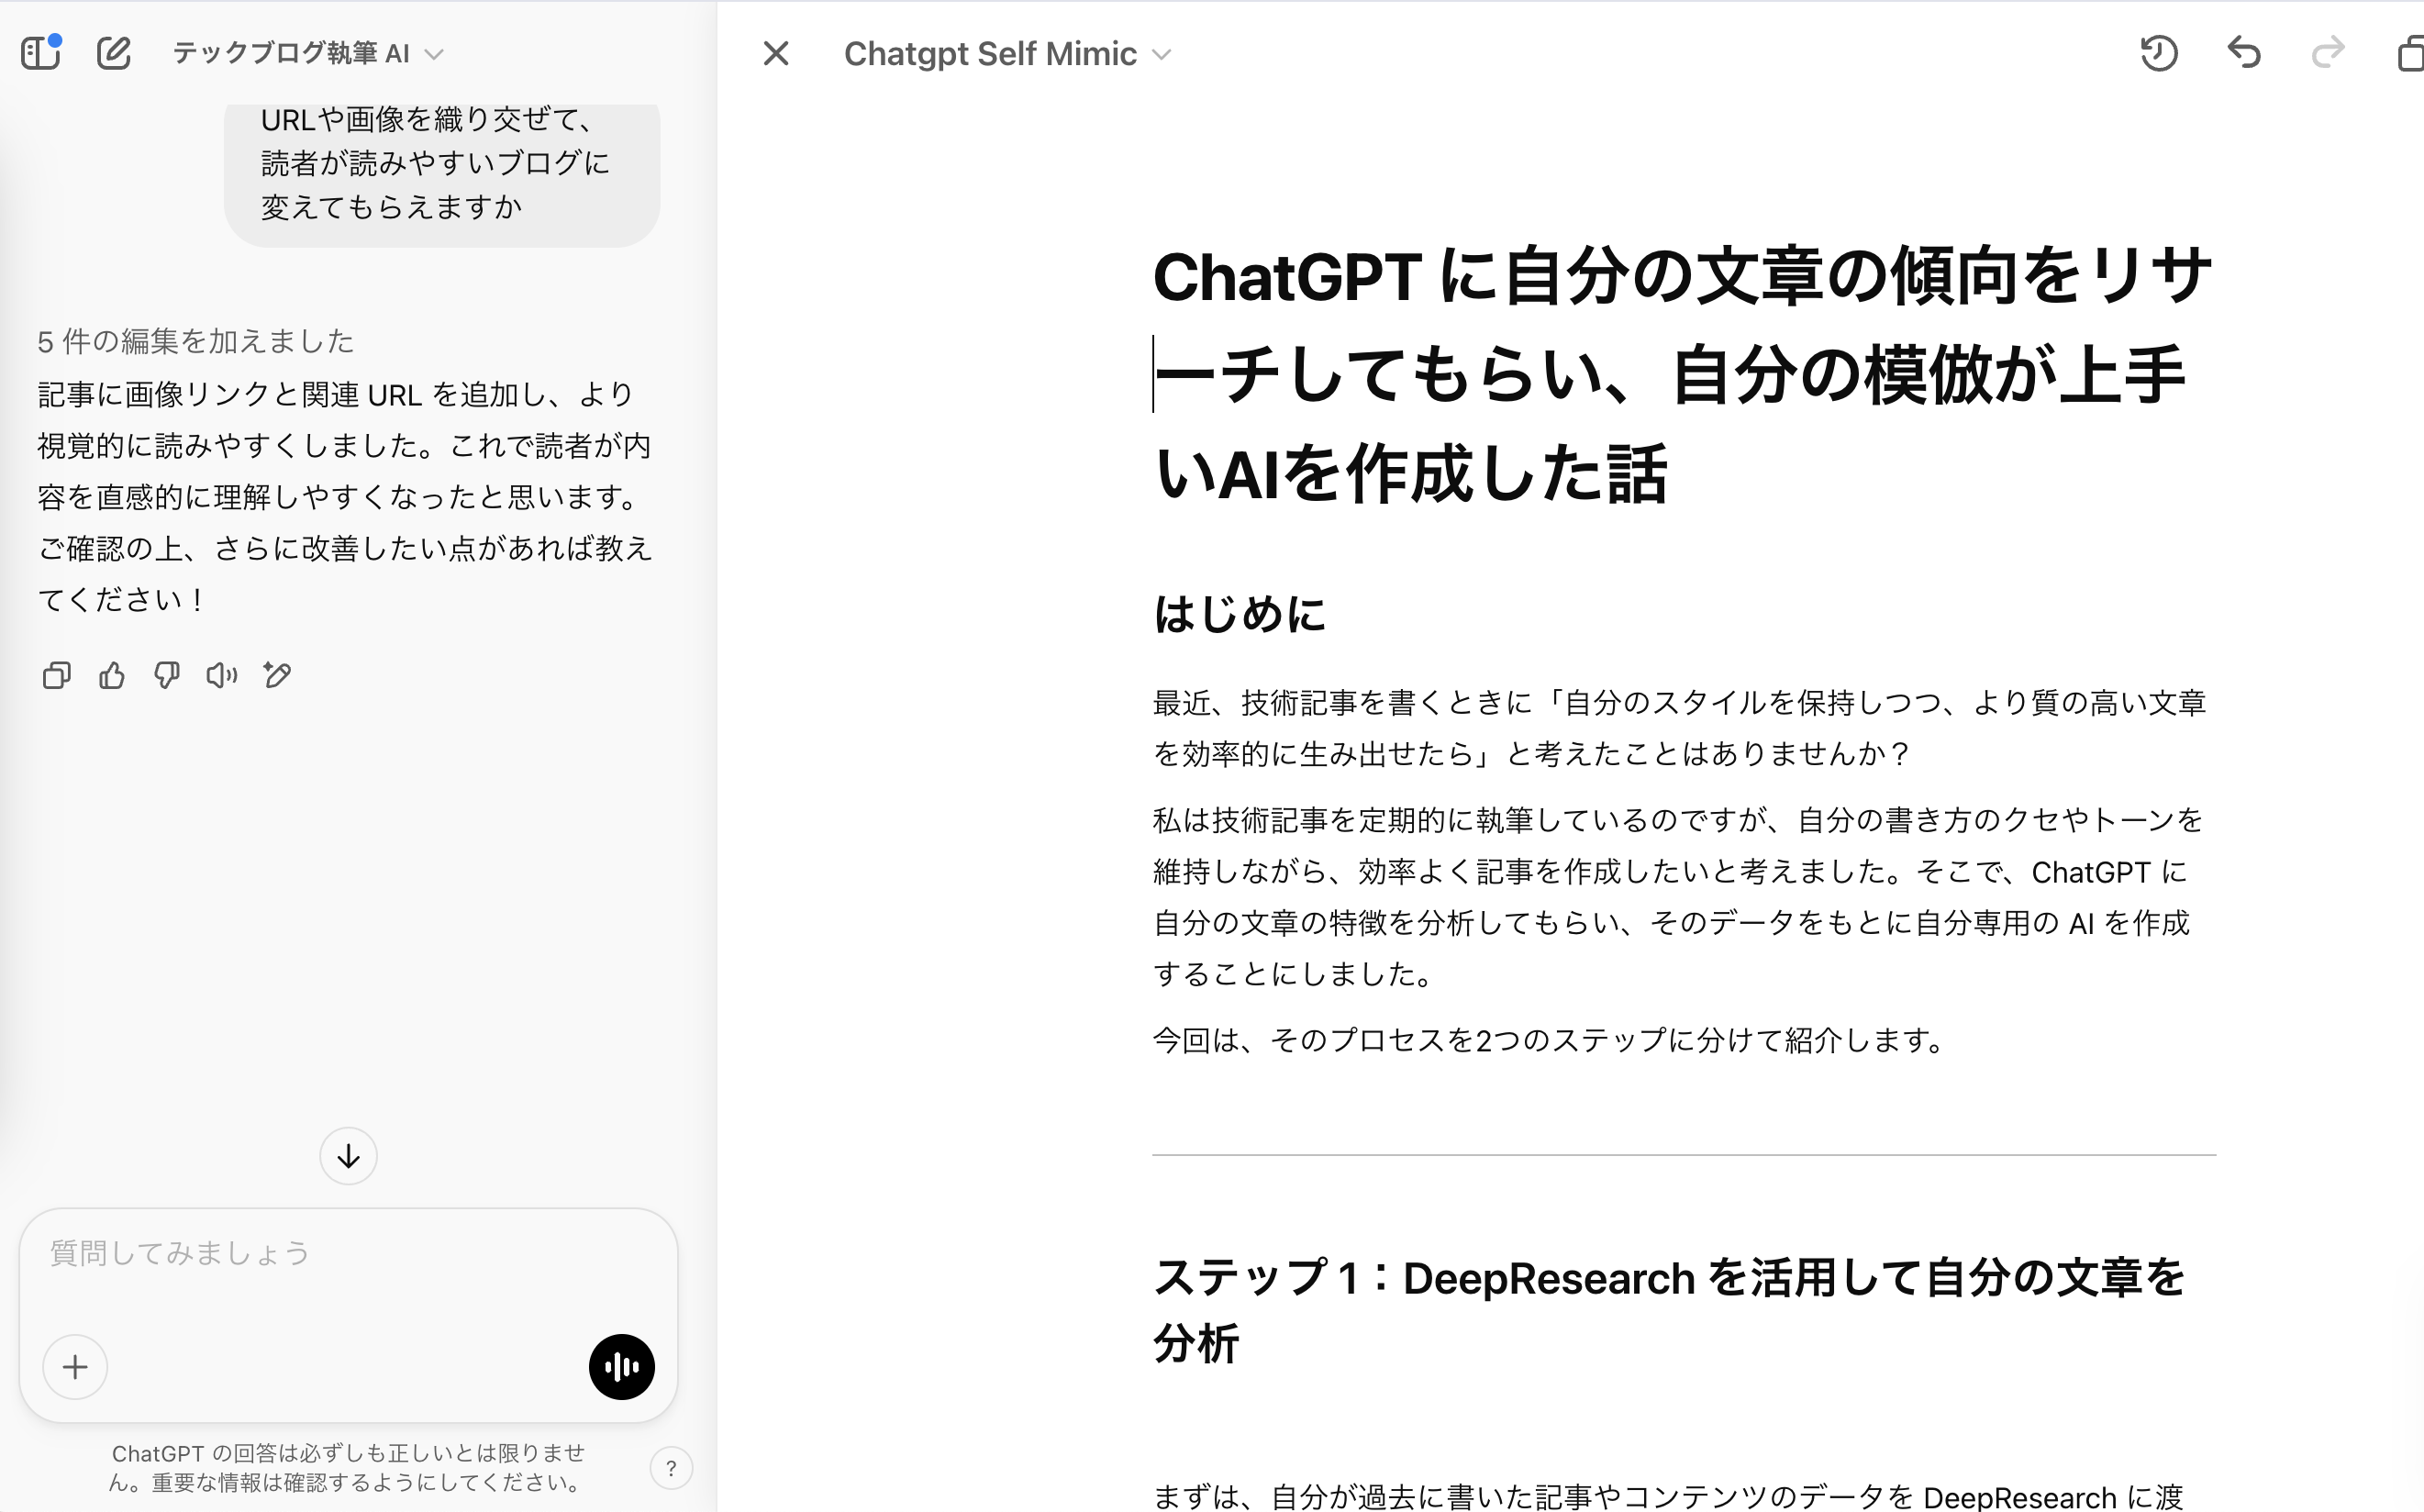 テックブログ執筆 AI
URLや画像を織り交ぜて、
読者が読みやすいブログに
変えてもらえますか
5 件の編集を加えました
記事に画像リンクと関連 URL を追加し、より
視覚的に読みやすくしました。これで読者が内
容を直感的に理解しやすくなったと思います。
ご確認の上、さらに改善したい点があれば教え
てください！
質問してみましょう
ChatGPT の回答は必ずしも正しいとは限りませ
ん。重要な情報は確認するようにしてください。
?
Chatgpt Self Mimic
ChatGPT に自分の文章の傾向をリサ
ーチしてもらい、自分の模倣が上手
いAIを作成した話
はじめに
最近、技術記事を書くときに「自分のスタイルを保持しつつ、より質の高い文章
を効率的に生み出せたら」と考えたことはありませんか？
私は技術記事を定期的に執筆しているのですが、自分の書き方のクセやトーンを
維持しながら、効率よく記事を作成したいと考えました。そこで、ChatGPT に
自分の文章の特徴を分析してもらい、そのデータをもとに自分専用の AI を作成
することにしました。
今回は、そのプロセスを2つのステップに分けて紹介します。
ステップ 1：DeepResearch を活用して自分の文章を
分析
まずは、自分が過去に書いた記事やコンテンツのデータを DeepResearch に渡